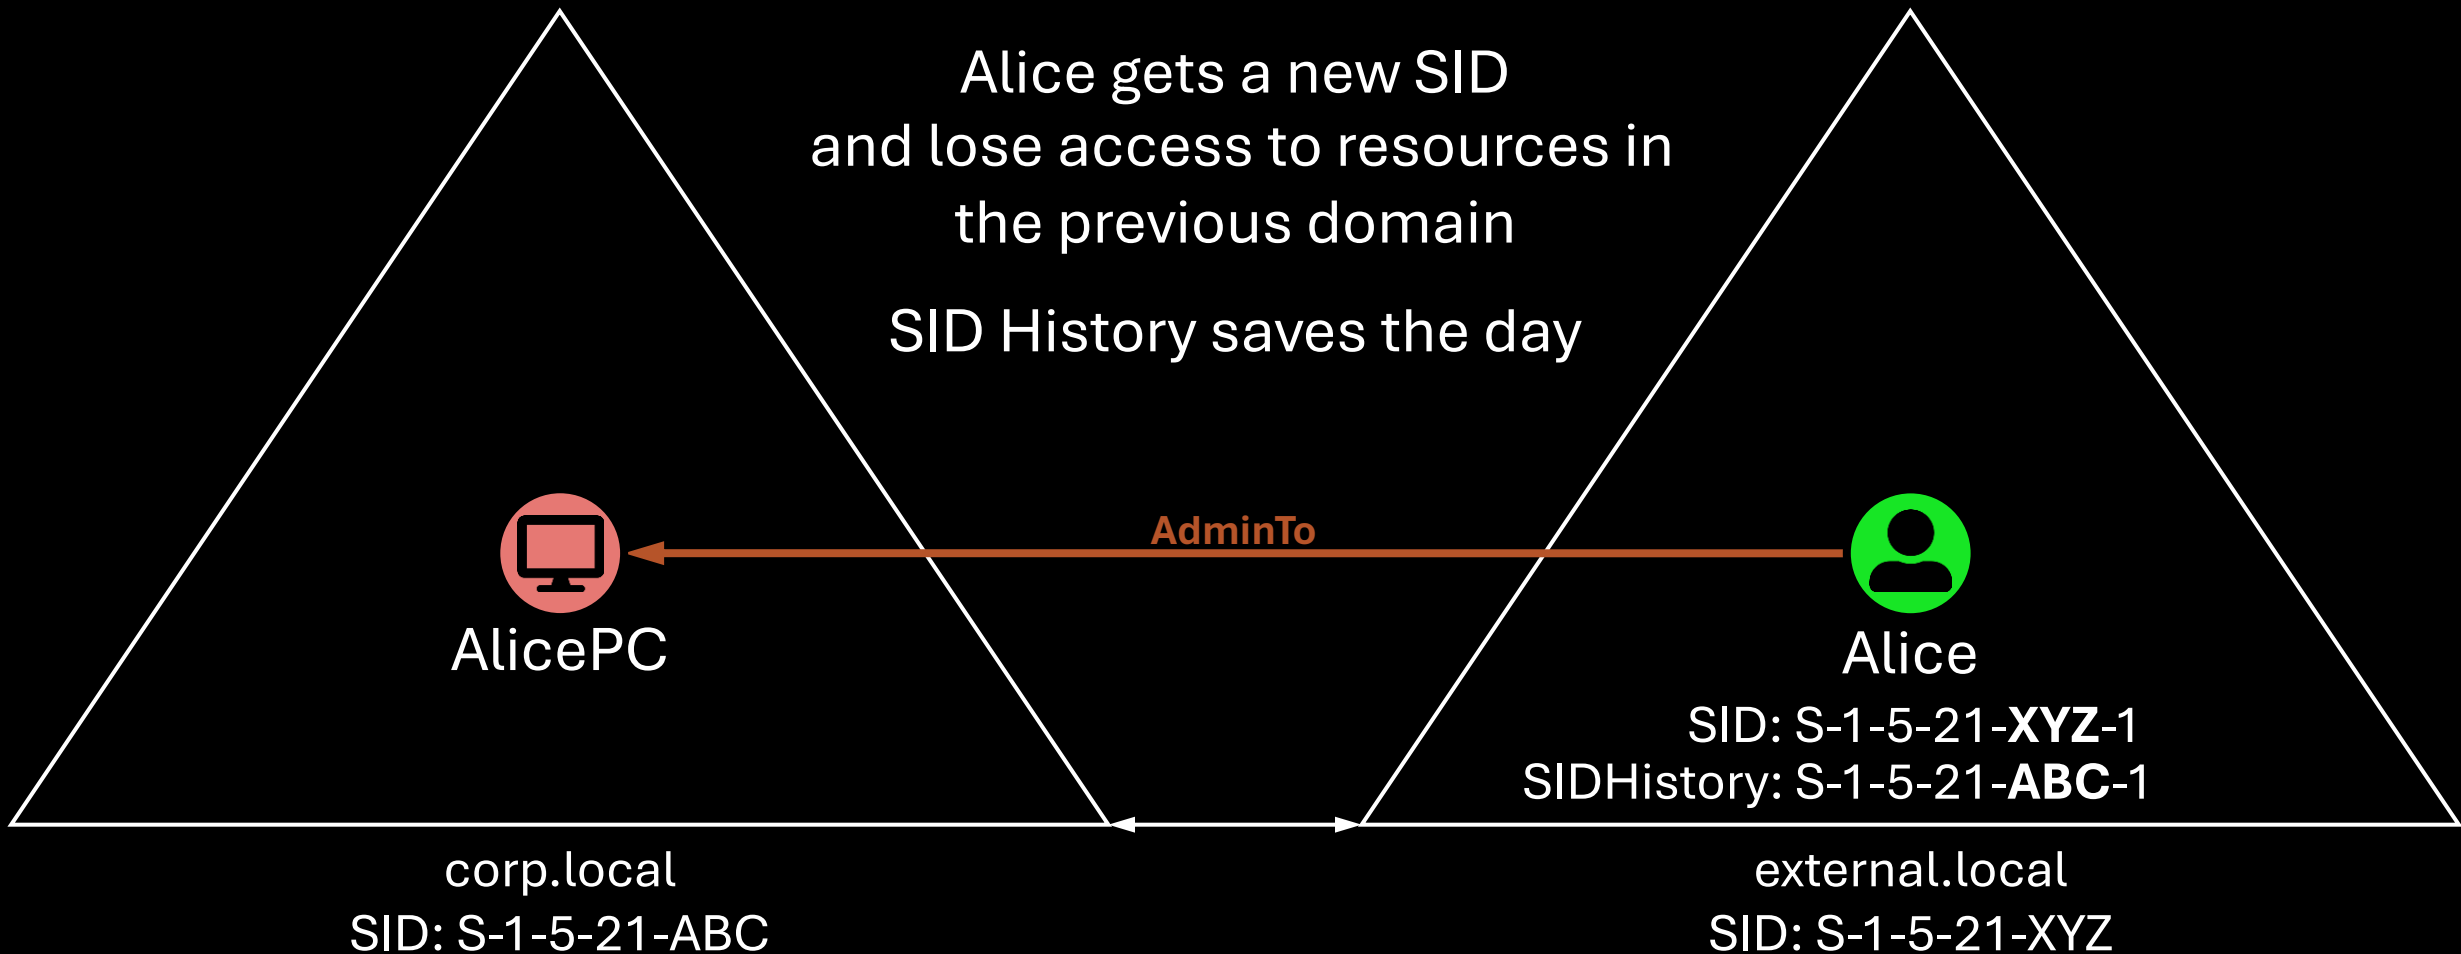 Alice gets a new SID
and lose access to resources in
the previous domain
SID History saves the day
AdminTo
AlicePC
Alice
SID: S-1-5-21-XYZ-1
SIDHistory: S-1-5-21-ABC-1
corp.local
SID: S-1-5-21-ABC
external.local
SID: S-1-5-21-XYZ